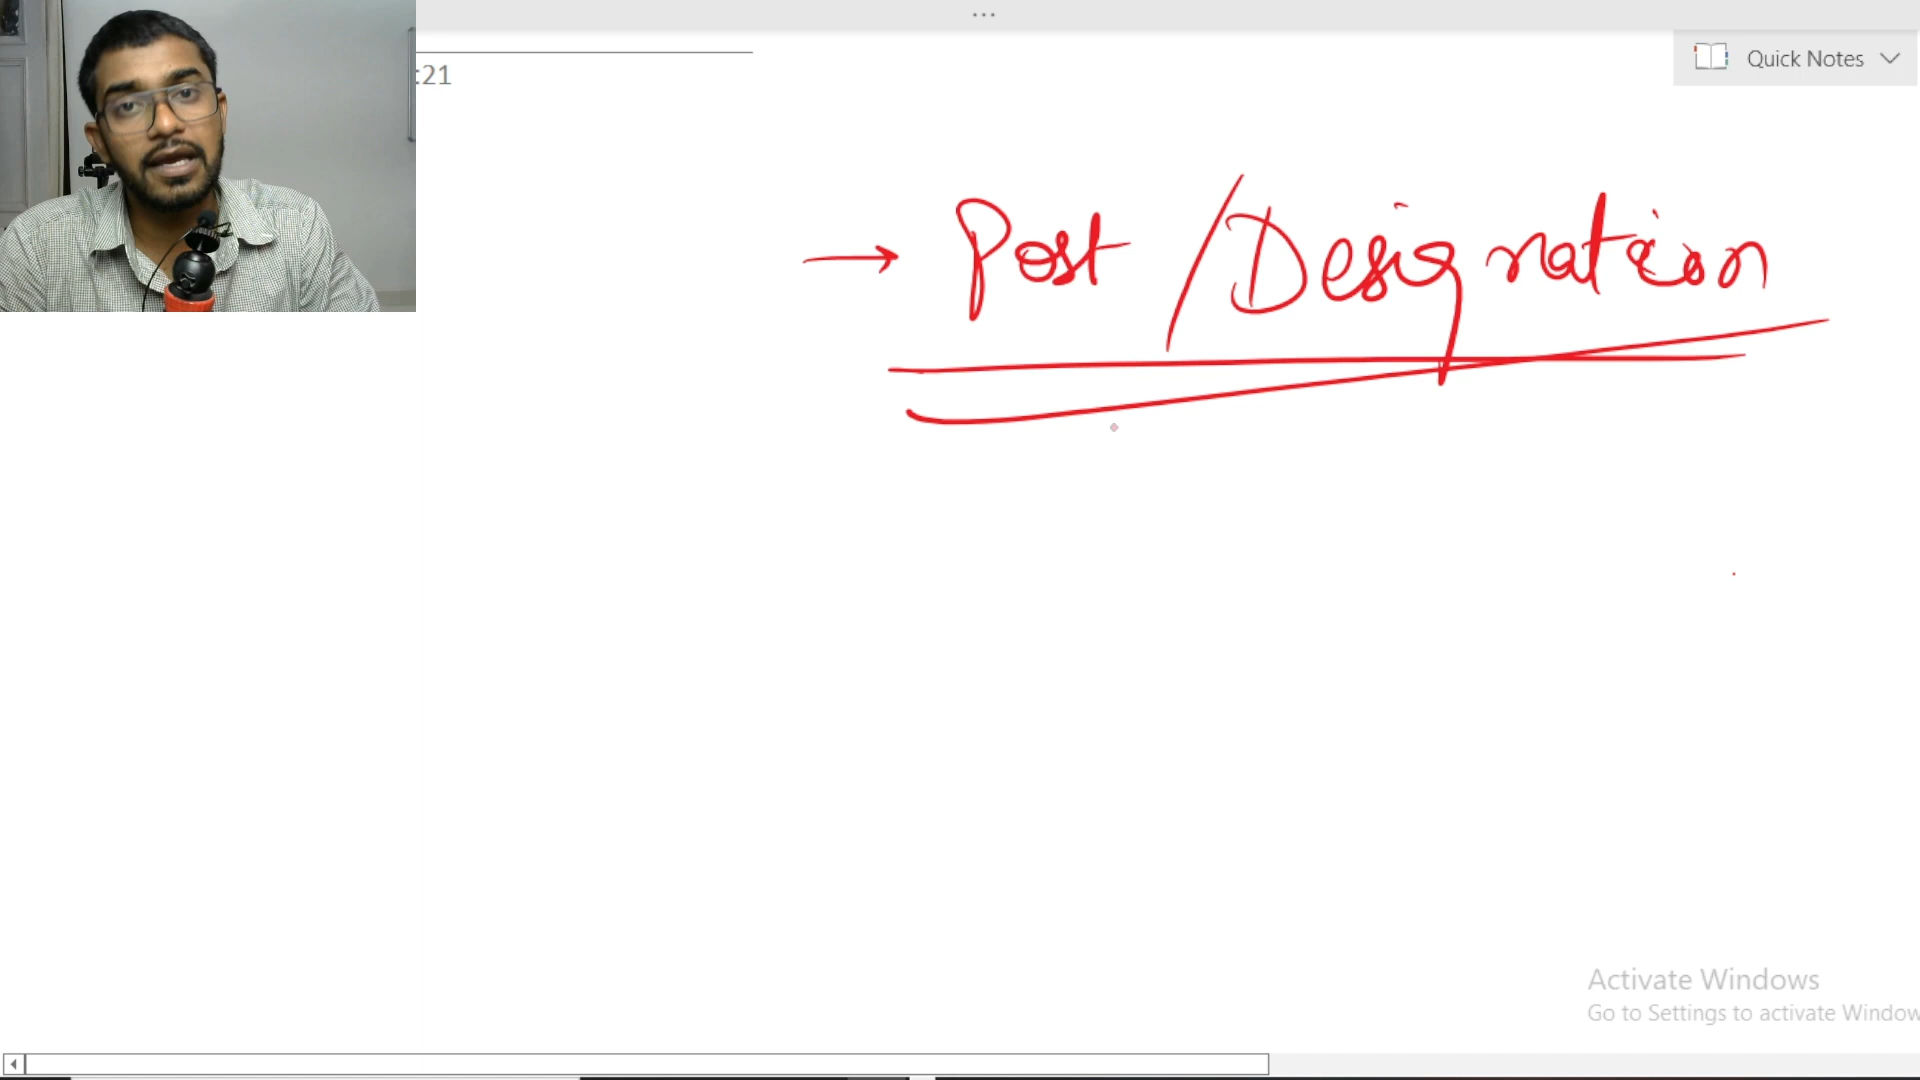 ...
:21
Quick Notes
→ Post / Designation
Activate Windows
Go to Settings to activate Window